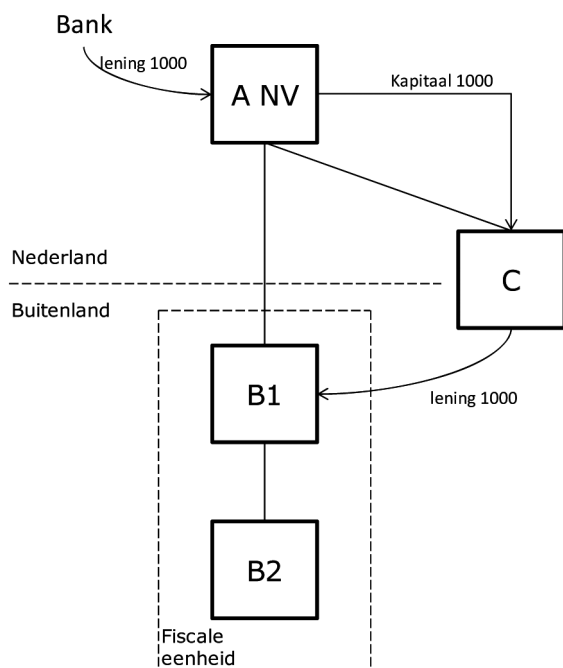 Bank
lening 1000
A NV
Kapitaal 1000
Nederland
C
Buitenland
B1
lening 1000
B2
Fiscale
eenheid